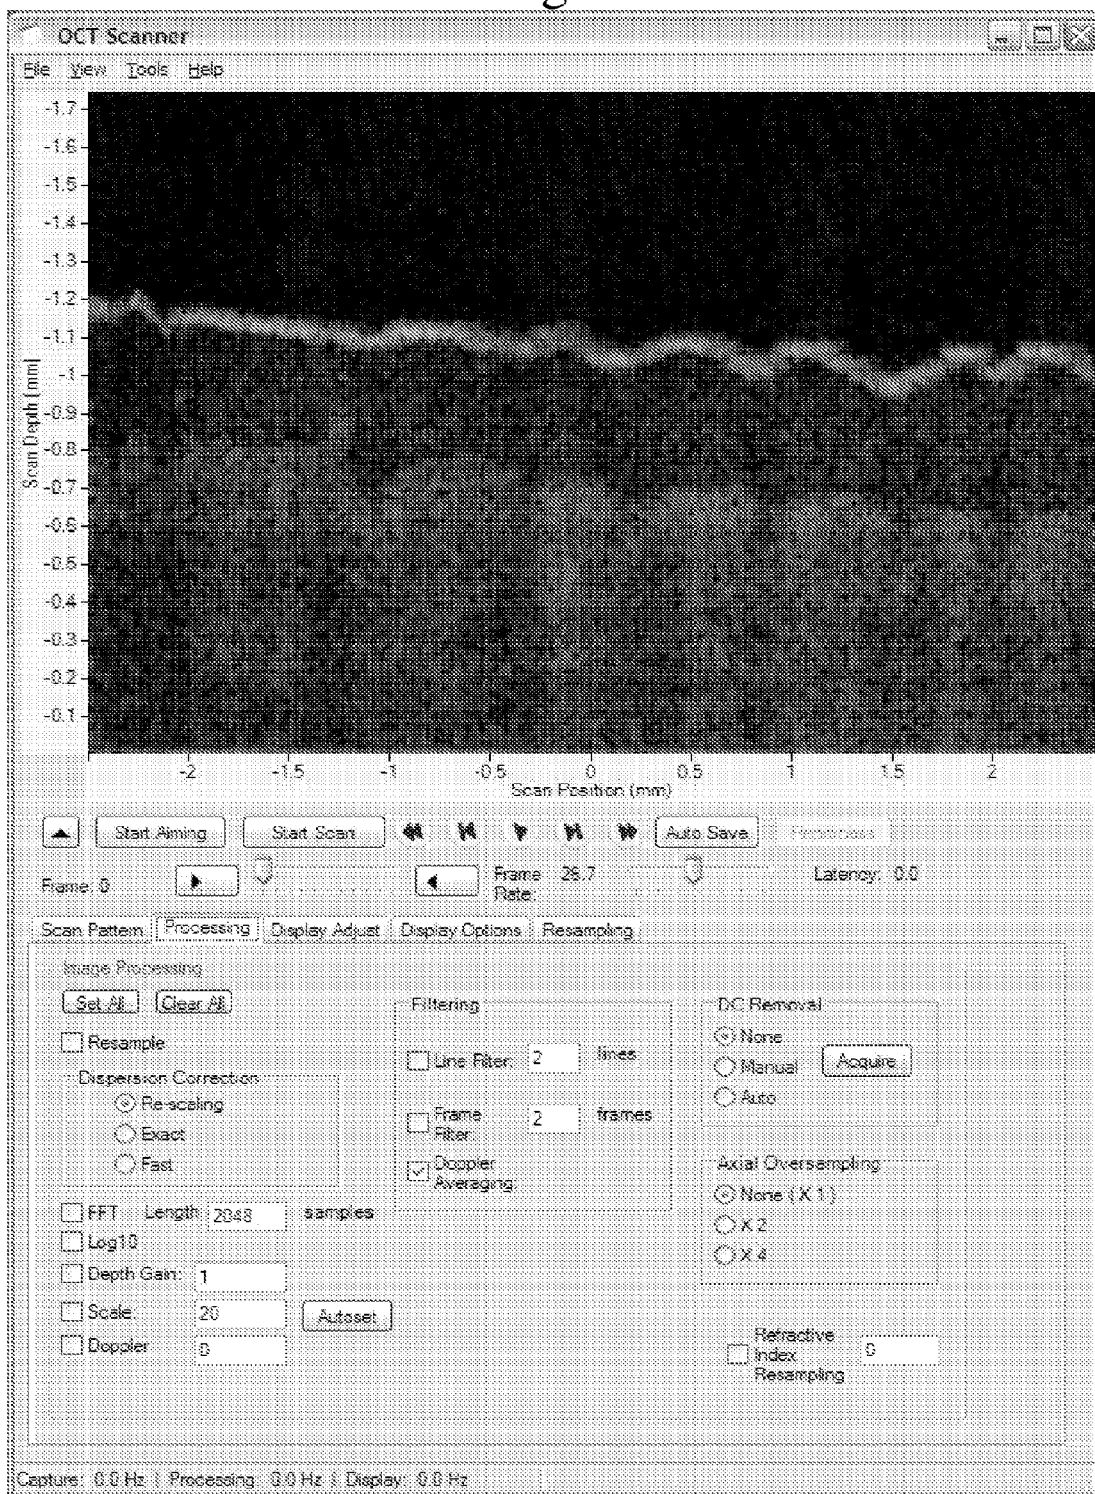 g
OCT Scanner
File View Tools Help
-1.7
-1.6
-1.5
-1.4
-1.3
-1.2
-1.1
-1
-0.9
-0.8
-0.7
-0.6
-0.5
-0.4
-0.3
-0.2
-0.1
Scan Depth (mm)
-2 -1.5 -1 -0.5 0 0.5 1 1.5 2
Scan Position (mm)
Start Aiming Start Scan Auto Save
Frame: 0 Frame Rate: 29.7 Latency: 0.0
Scan Pattern Processing Display Adjust Display Options Resampling
Image Processing
Set All Clear All
Resample
Dispersion Correction
Re-scaling
Exact
Fast
FFT Length 2048 samples
Log10
Depth Gain: 1
Scale: 20 Autoset
Doppler 0
Filtering
Line Filter: 2 lines
Frame Filter: 2 frames
Doppler Averaging:
DC Removal
None
Manual Acquire
Auto
Axial Oversampling
None ( X 1 )
X 2
X 4
Refractive Index Resampling 0
Capture: 0.0 Hz | Processing: 0.0 Hz | Display: 0.0 Hz